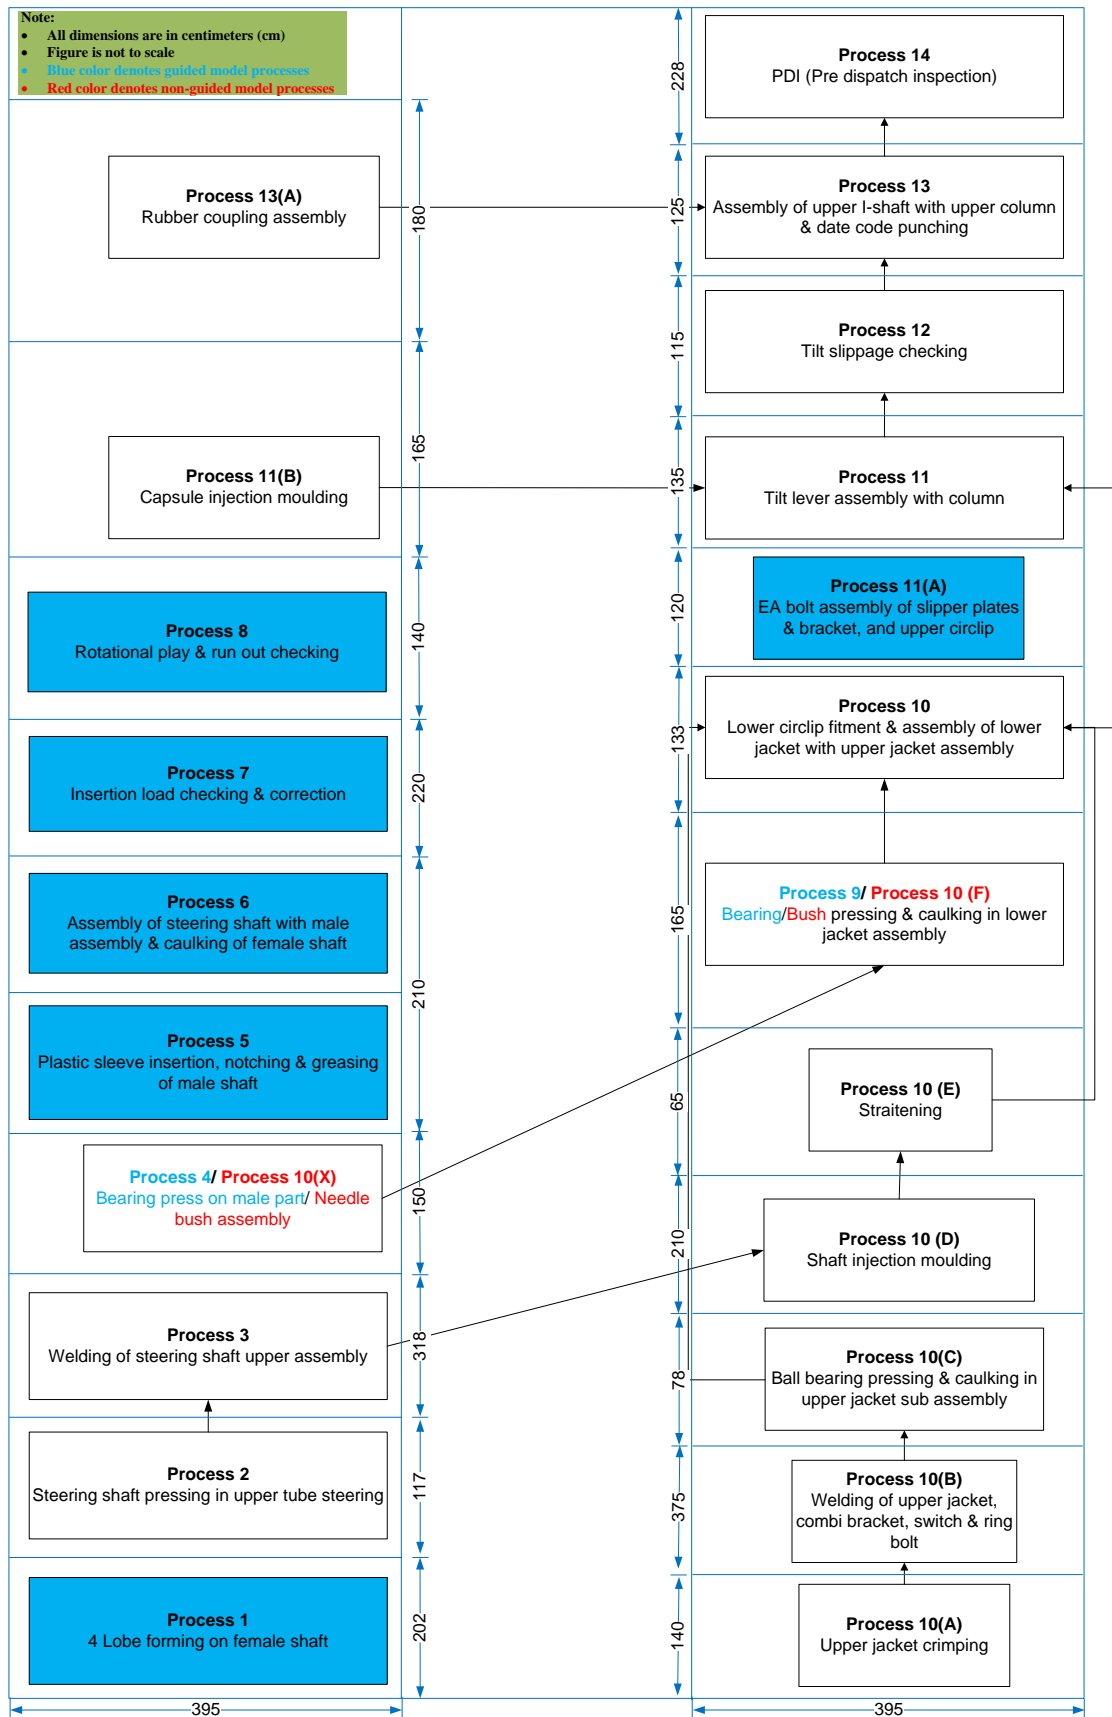 Note:
• All dimensions are in centimeters (cm)
• Figure is not to scale
• Blue color denotes guided model processes
• Red color denotes non-guided model processes
Process 13(A)
Rubber coupling assembly
180
Process 11(B)
Capsule injection moulding
165
Process 8
Rotational play & run out checking
140
Process 7
Insertion load checking & correction
220
Process 6
Assembly of steering shaft with male
assembly & caulking of female shaft
210
Process 5
Plastic sleeve insertion, notching & greasing
of male shaft
Process 4/ Process 10(X)
Bearing press on male part/ Needle
bush assembly
150
Process 3
Welding of steering shaft upper assembly
318
Process 2
Steering shaft pressing in upper tube steering
117
Process 1
4 Lobe forming on female shaft
202
395
Process 14
PDI (Pre dispatch inspection)
228
Process 13
Assembly of upper I-shaft with upper column
& date code punching
125
Process 12
Tilt slippage checking
115
Process 11
Tilt lever assembly with column
135
Process 11(A)
EA bolt assembly of slipper plates
& bracket, and upper circlip
120
Process 10
Lower circlip fitment & assembly of lower
jacket with upper jacket assembly
133
Process 9/ Process 10 (F)
Bearing/Bush pressing & caulking in lower
jacket assembly
165
Process 10 (E)
Straitening
65
Process 10 (D)
Shaft injection moulding
210
Process 10(C)
Ball bearing pressing & caulking in
upper jacket sub assembly
78
Process 10(B)
Welding of upper jacket,
combi bracket, switch & ring
bolt
375
Process 10(A)
Upper jacket crimping
140
395